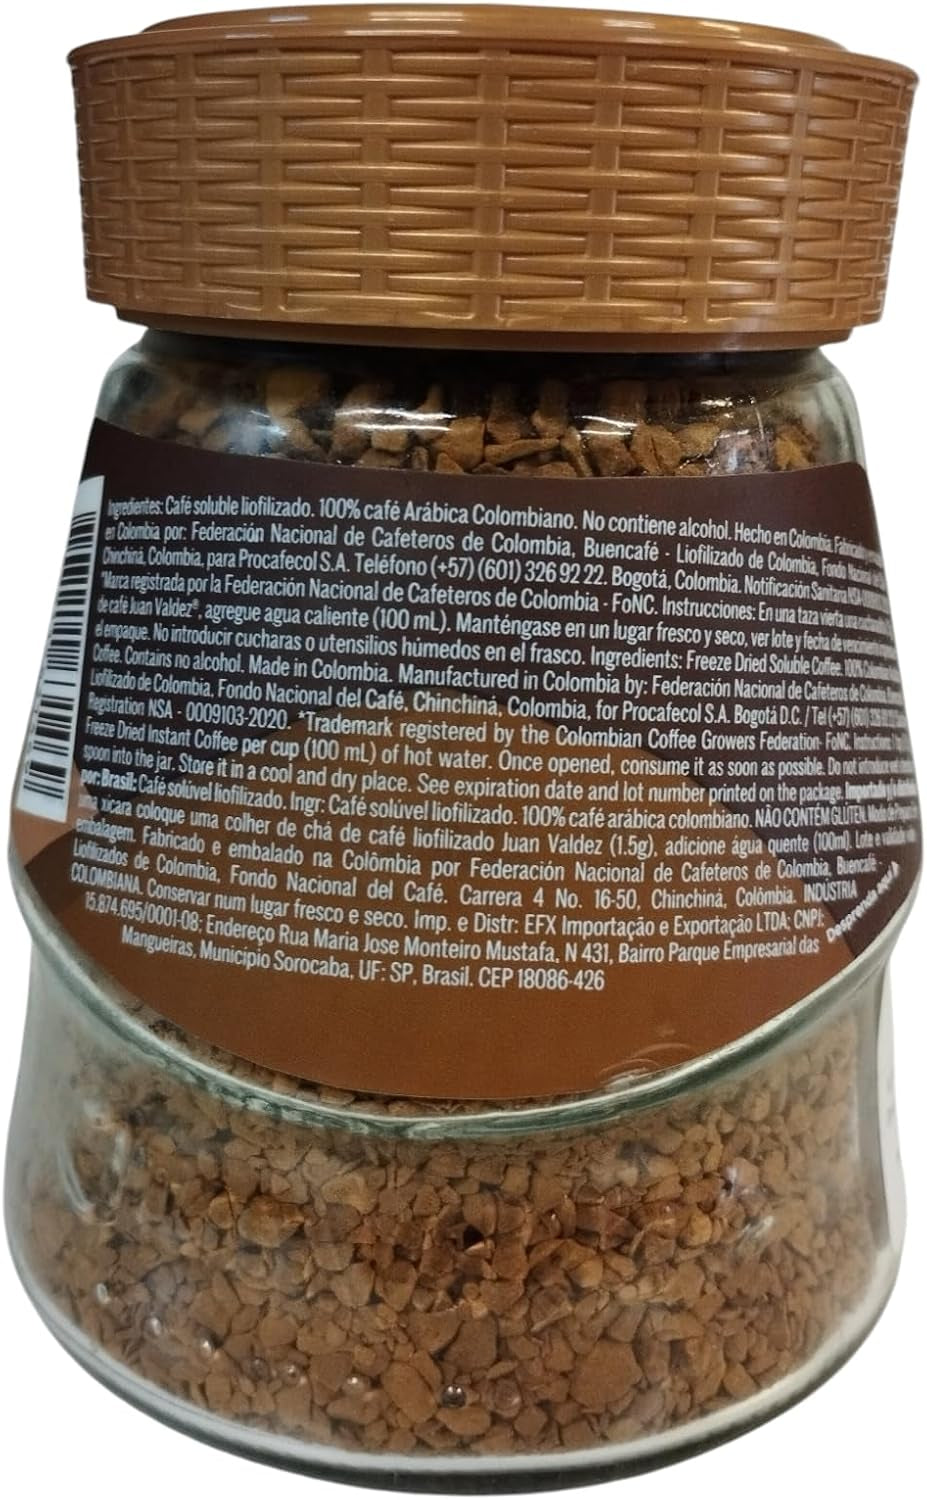 Ingredientes: Café soluble liofilizado. 100% café Arábica Colombiano. No contiene alcohol. Hecho en Colombia. Fabricado
en Colombia por: Federación Nacional de Cafeteros de Colombia, Buencafé - Liofilizado de Colombia, Fondo Nacional
Chinchiná, Colombia, para Procafecol S.A. Teléfono (+57) (601) 326 92 22. Bogotá, Colombia. Notificación Sanitaria
*Marca registrada por la Federación Nacional de Cafeteros de Colombia - FoNC. Instrucciones: En una taza vierta una
de café Juan Valdez®, agregue agua caliente (100 mL). Manténgase en un lugar fresco y seco, ver lote y fecha de vencimiento
el empaque. No introducir cucharas o utensilios húmedos en el frasco. Ingredients: Freeze Dried Soluble Coffee. 100%
Coffee. Contains no alcohol. Made in Colombia. Manufactured in Colombia by: Federación Nacional de Cafeteros de Colombia,
Liofilizado de Colombia, Fondo Nacional del Café, Chinchiná, Colombia, for Procafecol S.A. Bogotá D.C. / Tel (+57) (601)
Registration NSA - 0009103-2020. *Trademark registered by the Colombian Coffee Growers Federation- FoNC. Instructions:
Freeze Dried Instant Coffee per cup (100 mL) of hot water. Once opened, consume it as soon as possible. Do not introduce
spoon into the jar. Store it in a cool and dry place. See expiration date and lot number printed on the package. Importado
por: Brasil: Café solúvel liofilizado. Ingr: Café solúvel liofilizado. 100% café arábica colombiano. NÃO CONTÉM GLÚTEN. Modo de
uma xícara coloque uma colher de chá de café liofilizado Juan Valdez (1.5g), adicione água quente (100ml). Lote e validade
embalagem. Fabricado e embalado na Colômbia por Federación Nacional de Cafeteros de Colombia, Buencafé
Liofilizados de Colombia, Fondo Nacional del Café. Carrera 4 No. 16-50, Chinchiná, Colômbia. INDÚSTRIA
COLOMBIANA. Conservar num lugar fresco e seco. Imp. e Distr: EFX Importação e Exportação LTDA; CNPJ:
15.874.695/0001-08; Endereço Rua Maria Jose Monteiro Mustafa, N 431, Bairro Parque Empresarial das
Mangueiras, Municipio Sorocaba, UF: SP, Brasil. CEP 18086-426
Desprenda aquí